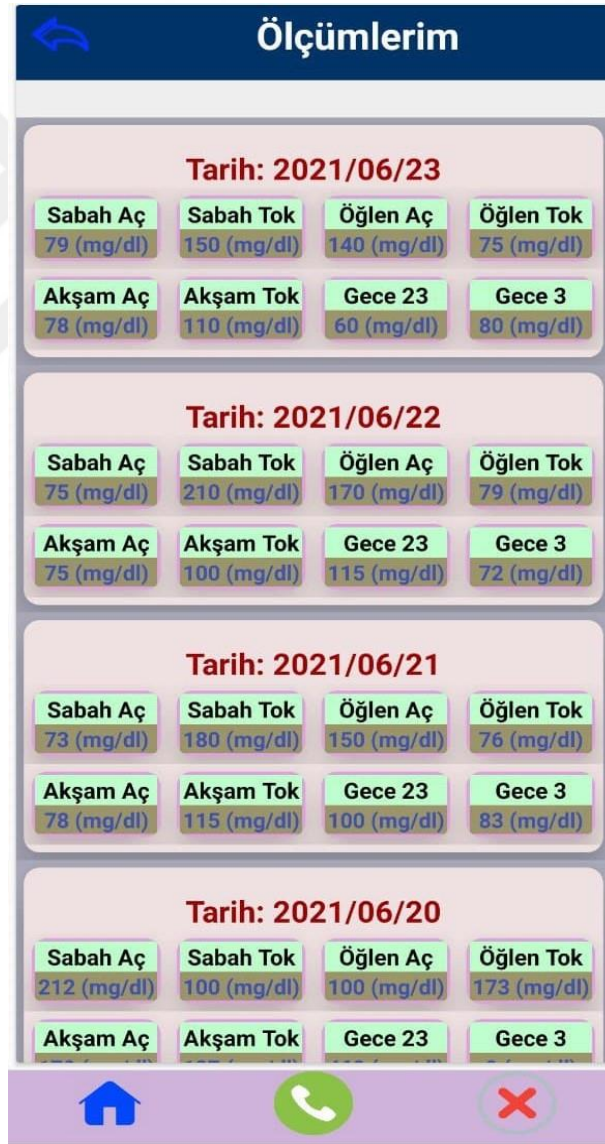 Ölçümlerim
Tarih: 2021/06/23
Sabah Aç Sabah Tok Öğlen Aç Öğlen Tok
79 (mg/dl) 150 (mg/dl) 140 (mg/dl) 75 (mg/dl)
Akşam Aç Akşam Tok Gece 23 Gece 3
78 (mg/dl) 110 (mg/dl) 60 (mg/dl) 80 (mg/dl)
Tarih: 2021/06/22
Sabah Aç Sabah Tok Öğlen Aç Öğlen Tok
75 (mg/dl) 210 (mg/dl) 170 (mg/dl) 79 (mg/dl)
Akşam Aç Akşam Tok Gece 23 Gece 3
75 (mg/dl) 100 (mg/dl) 115 (mg/dl) 72 (mg/dl)
Tarih: 2021/06/21
Sabah Aç Sabah Tok Öğlen Aç Öğlen Tok
73 (mg/dl) 180 (mg/dl) 150 (mg/dl) 76 (mg/dl)
Akşam Aç Akşam Tok Gece 23 Gece 3
78 (mg/dl) 115 (mg/dl) 100 (mg/dl) 83 (mg/dl)
Tarih: 2021/06/20
Sabah Aç Sabah Tok Öğlen Aç Öğlen Tok
212 (mg/dl) 100 (mg/dl) 100 (mg/dl) 173 (mg/dl)
Akşam Aç Akşam Tok Gece 23 Gece 3